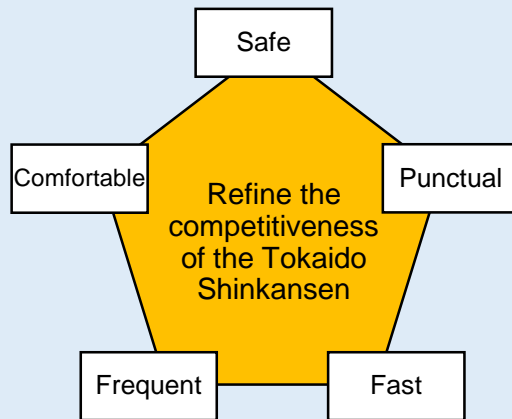 Safe
Comfortable
Punctual
Refine the
competitiveness
of the Tokaido
Shinkansen
Frequent
Fast